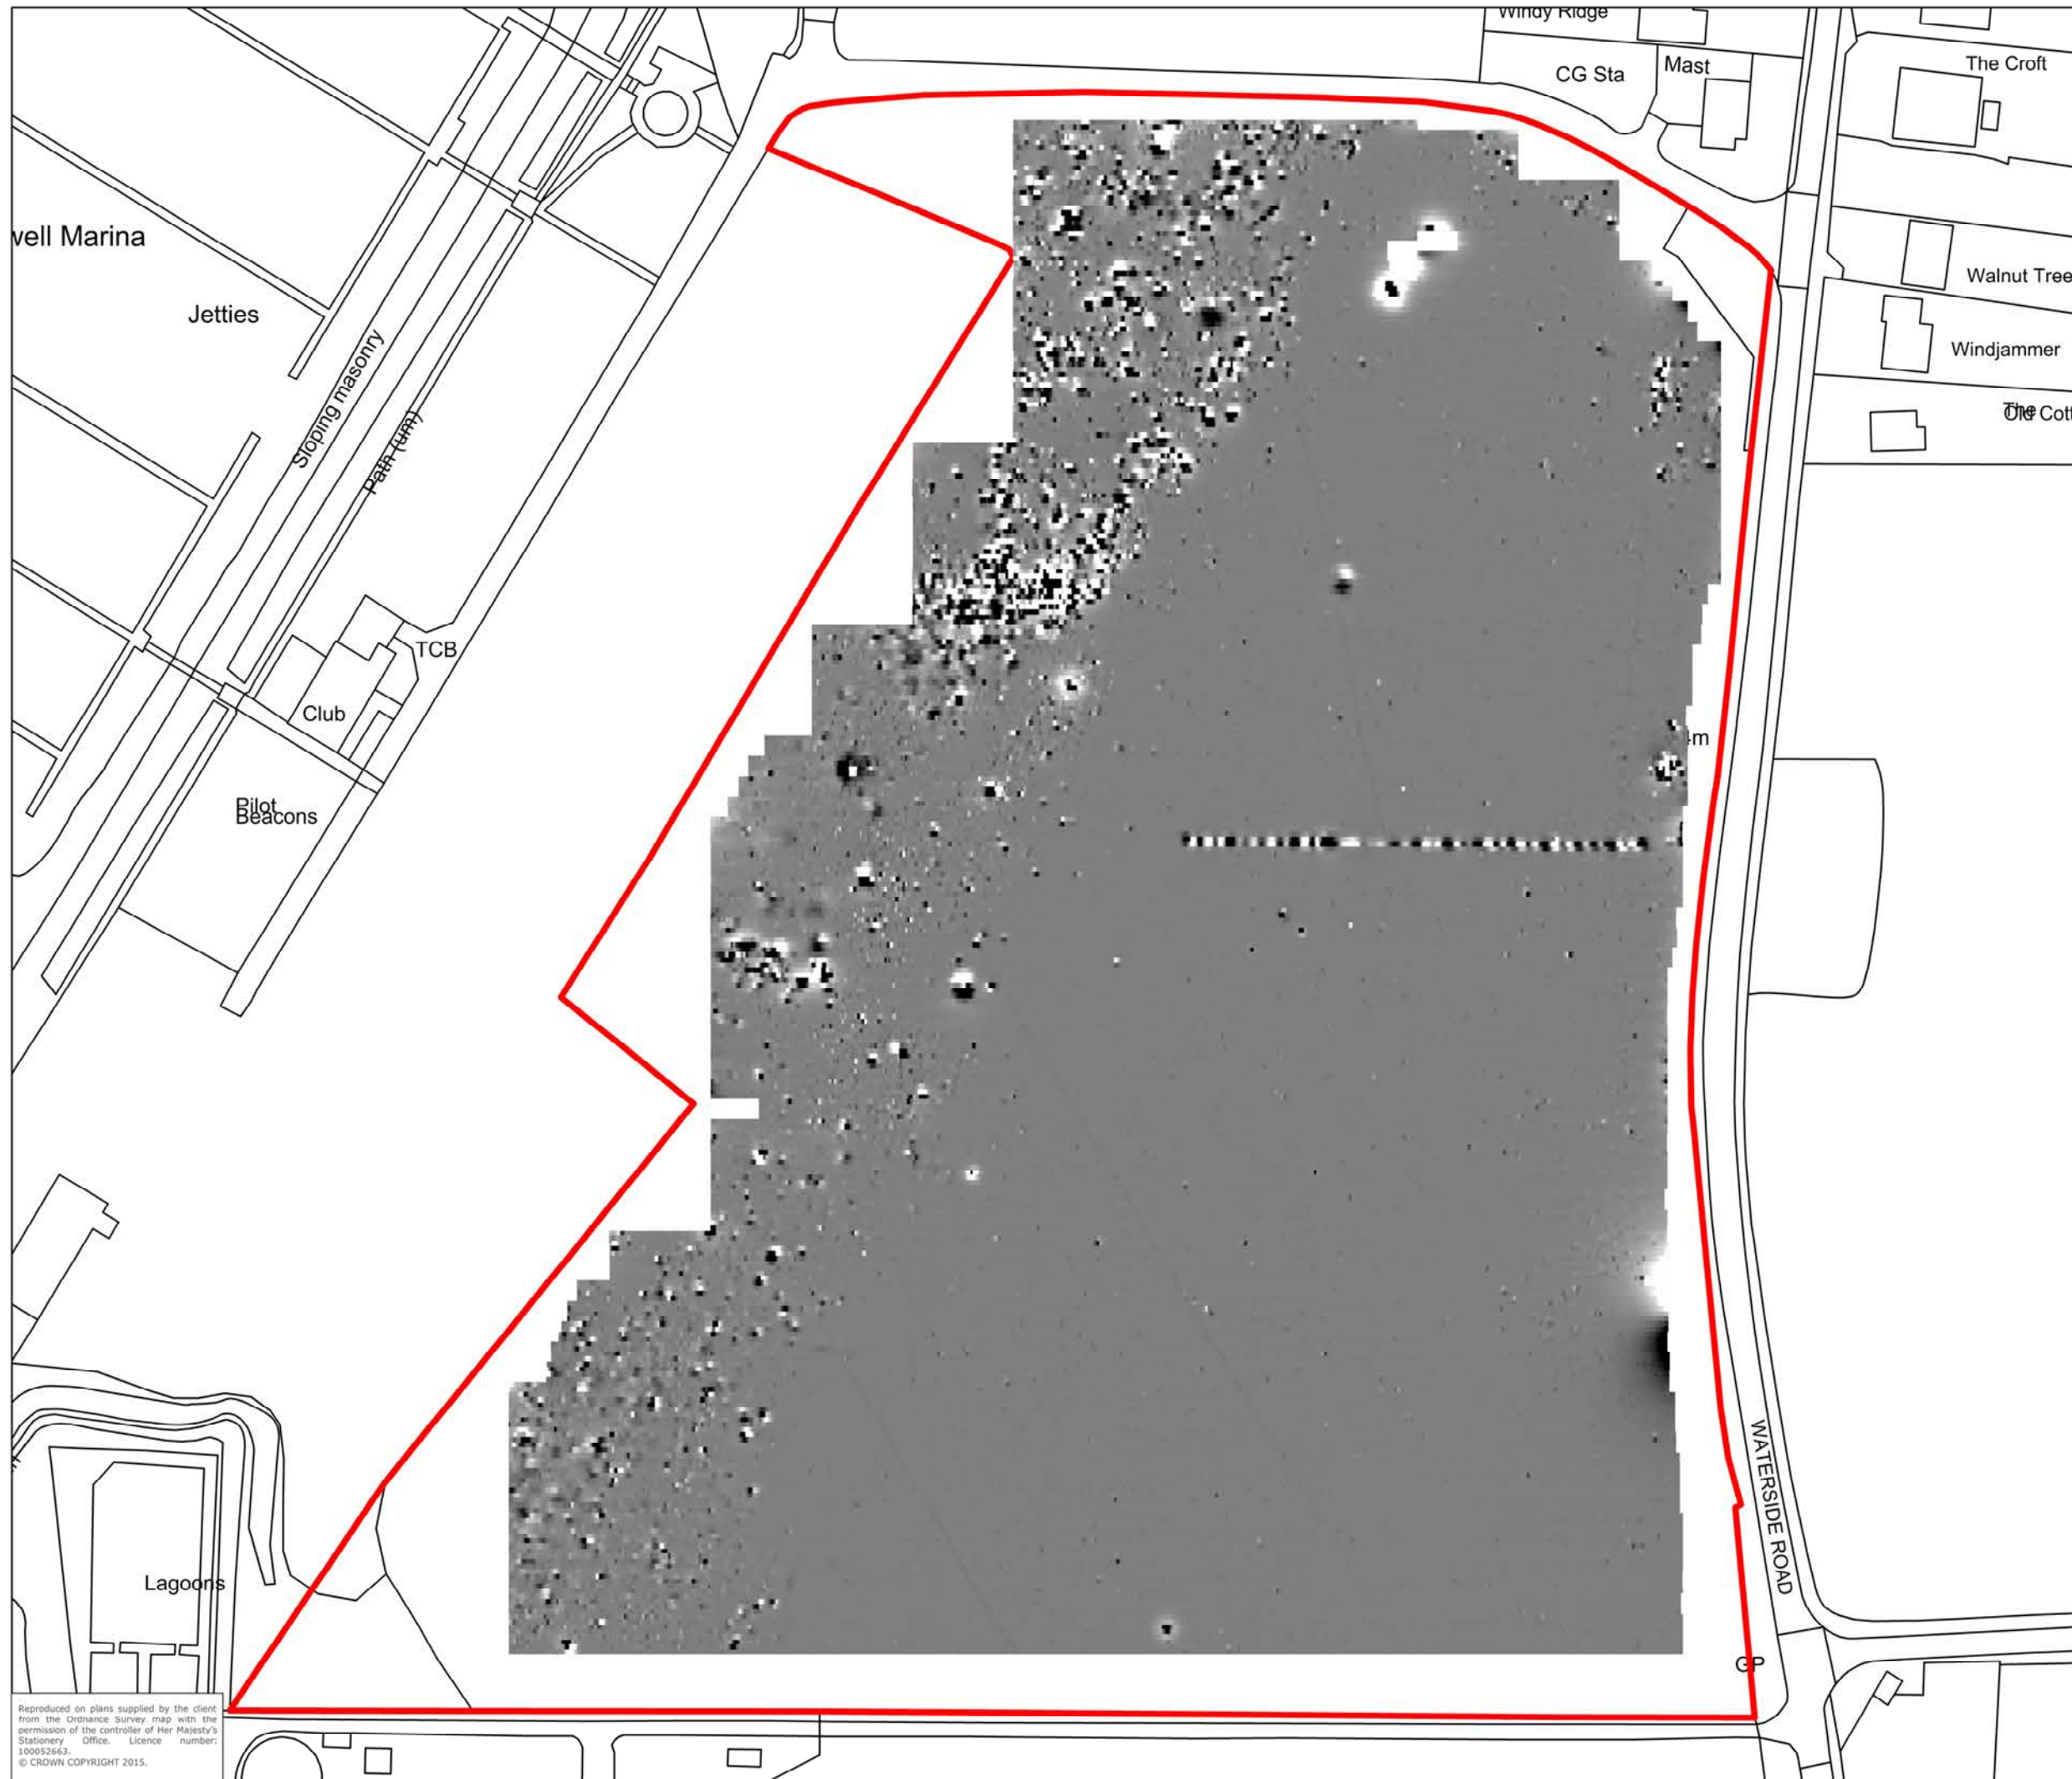 Windy Ridge
CG Sta
Mast
The Croft
well Marina
Jetties
Walnut Tree
Windjammer
The
Old Cott
Sloping masonry
Path (um)
TCB
Club
4m
Pilot
Beacons
WATERSIDE ROAD
Lagoons
GP
Reproduced on plans supplied by the client
from the Ordnance Survey map with the
permission of the controller of Her Majesty's
Stationery Office. Licence number:
100052663.
© CROWN COPYRIGHT 2015.